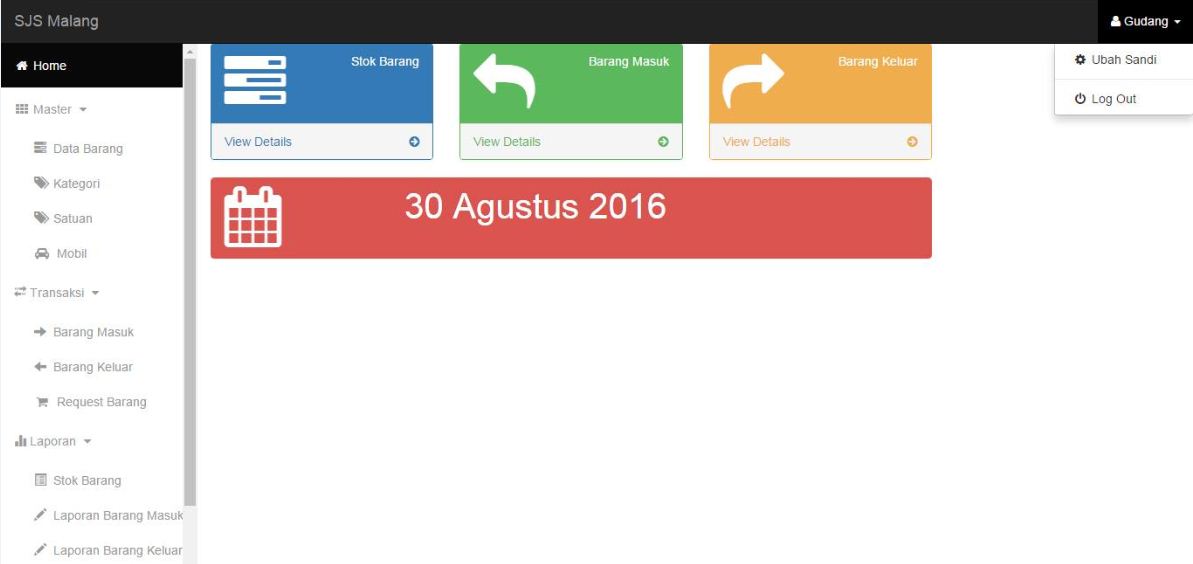 SJS Malang
Gudang
Home
Master
Data Barang
Kategori
Satuan
Mobil
Transaksi
Barang Masuk
Barang Keluar
Request Barang
Laporan
Stok Barang
Laporan Barang Masuk
Laporan Barang Keluar
Stok Barang
View Details
Barang Masuk
View Details
Barang Keluar
View Details
30 Agustus 2016
Ubah Sandi
Log Out